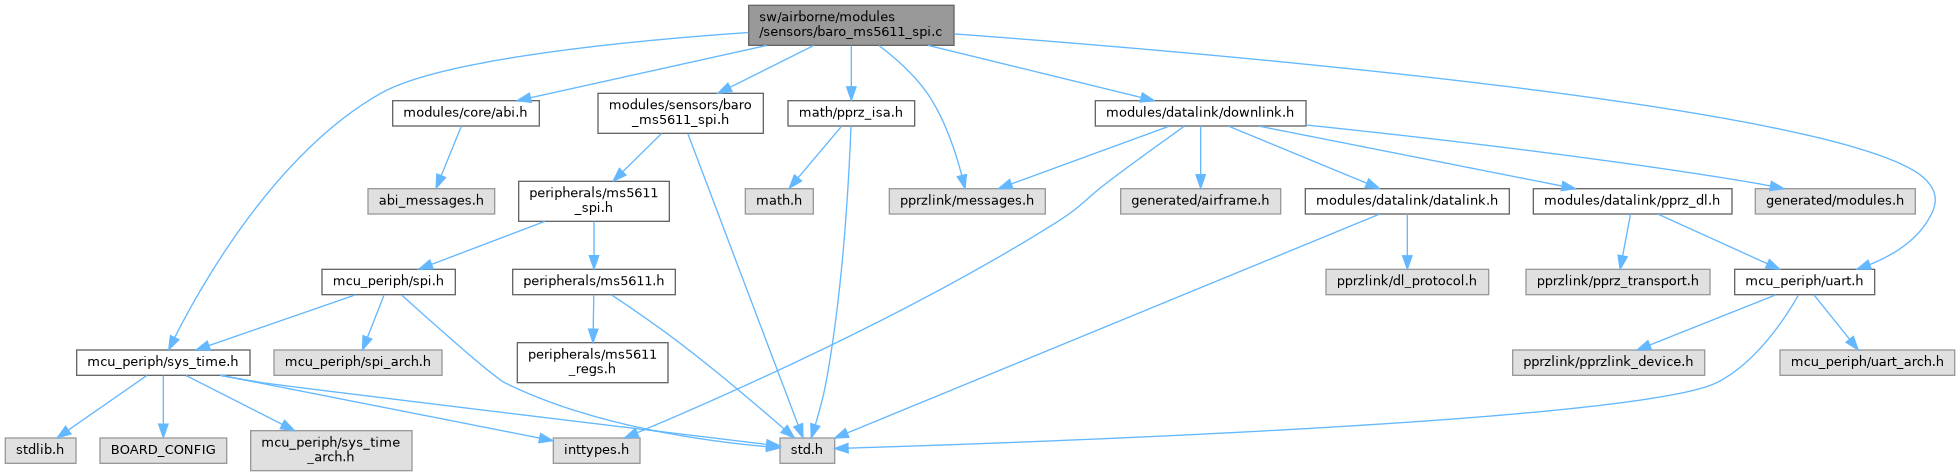 sw/airborne/modules
/sensors/baro_ms5611_spi.c
modules/core/abi.h
modules/sensors/baro
_ms5611_spi.h
math/pprz_isa.h
modules/datalink/downlink.h
abi_messages.h
peripherals/ms5611
_spi.h
math.h
pprzlink/messages.h
generated/airframe.h
modules/datalink/datalink.h
modules/datalink/pprz_dl.h
generated/modules.h
mcu_periph/spi.h
peripherals/ms5611.h
pprzlink/dl_protocol.h
pprzlink/pprz_transport.h
mcu_periph/uart.h
mcu_periph/sys_time.h
mcu_periph/spi_arch.h
peripherals/ms5611
_regs.h
pprzlink/pprzlink_device.h
mcu_periph/uart_arch.h
stdlib.h
BOARD_CONFIG
mcu_periph/sys_time
_arch.h
inttypes.h
std.h